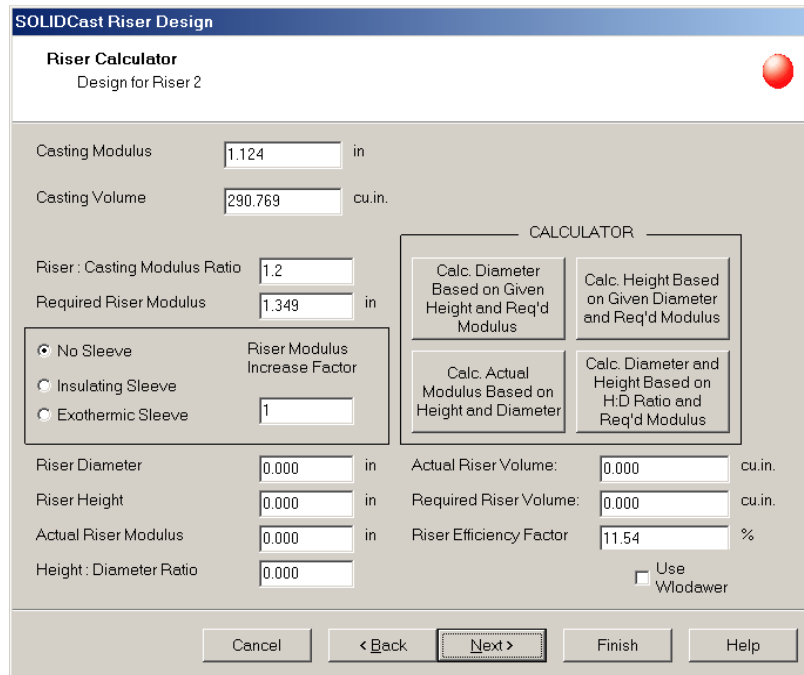 SOLIDCast Riser Design
Riser Calculator
Design for Riser 2
Casting Modulus 1.124 in
Casting Volume 290.769 cu.in.
CALCULATOR
Riser : Casting Modulus Ratio 1.2
Required Riser Modulus 1.349 in
Calc. Diameter
Based on Given
Height and Req'd
Modulus
Calc. Height Based
on Given Diameter
and Req'd Modulus
No Sleeve
Insulating Sleeve
Exothermic Sleeve
Riser Modulus
Increase Factor
1
Calc. Actual
Modulus Based on
Height and Diameter
Calc. Diameter and
Height Based on
H:D Ratio and
Req'd Modulus
Riser Diameter 0.000 in
Actual Riser Volume: 0.000 cu.in.
Riser Height 0.000 in
Required Riser Volume: 0.000 cu.in.
Actual Riser Modulus 0.000 in
Riser Efficiency Factor 11.54 %
Height : Diameter Ratio 0.000
Use
Wlodawer
Cancel < Back Next > Finish Help